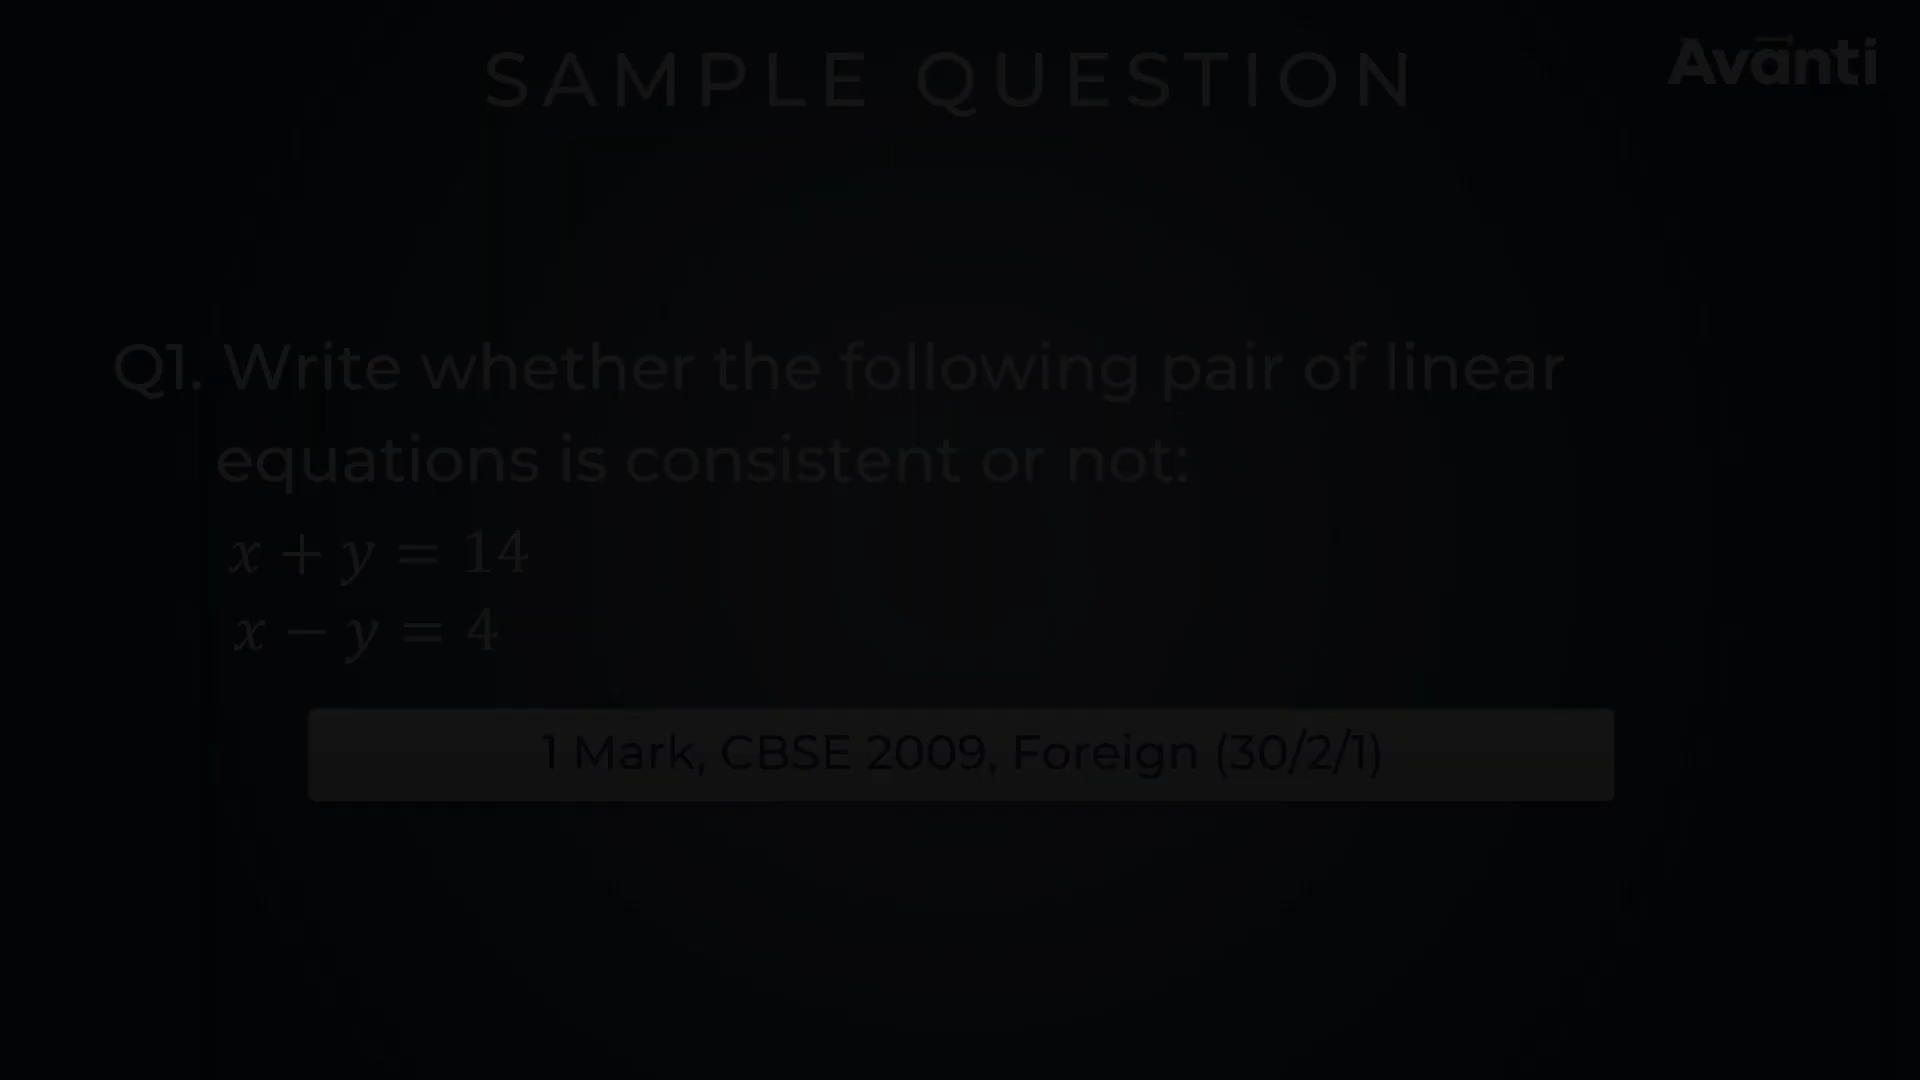 SAMPLE QUESTION
Avanti
Q1. Write whether the following pair of linear
equations is consistent or not:
x + y = 14
x − y = 4
1 Mark, CBSE 2009, Foreign (30/2/1)